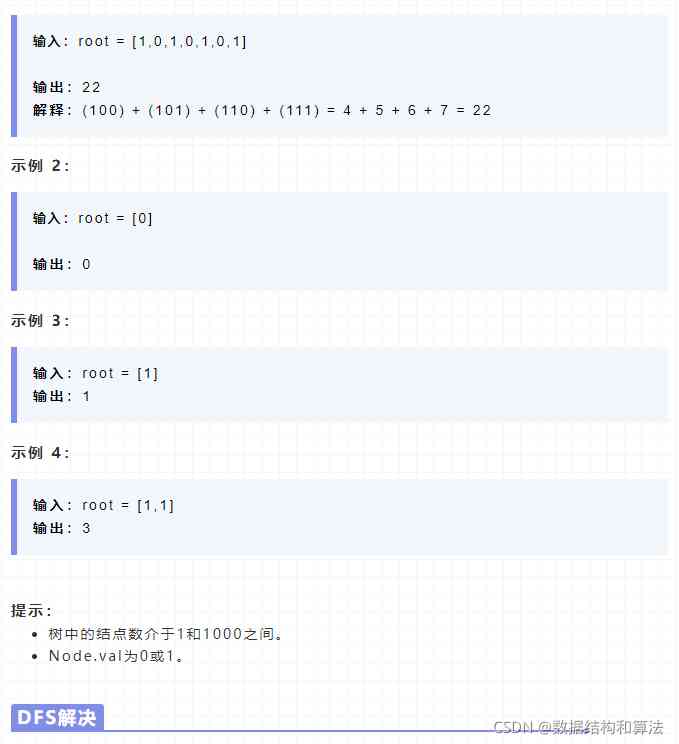 输入：root = [1,0,1,0,1,0,1]
输出：22
解释：(100) + (101) + (110) + (111) = 4 + 5 + 6 + 7 = 22
示例 2：
输入：root = [0]
输出：0
示例 3：
输入：root = [1]
输出：1
示例 4：
输入：root = [1,1]
输出：3
提示：
• 树中的结点数介于1和1000之间。
• Node.val为0或1。
DFS解决
CSDN @数据结构和算法